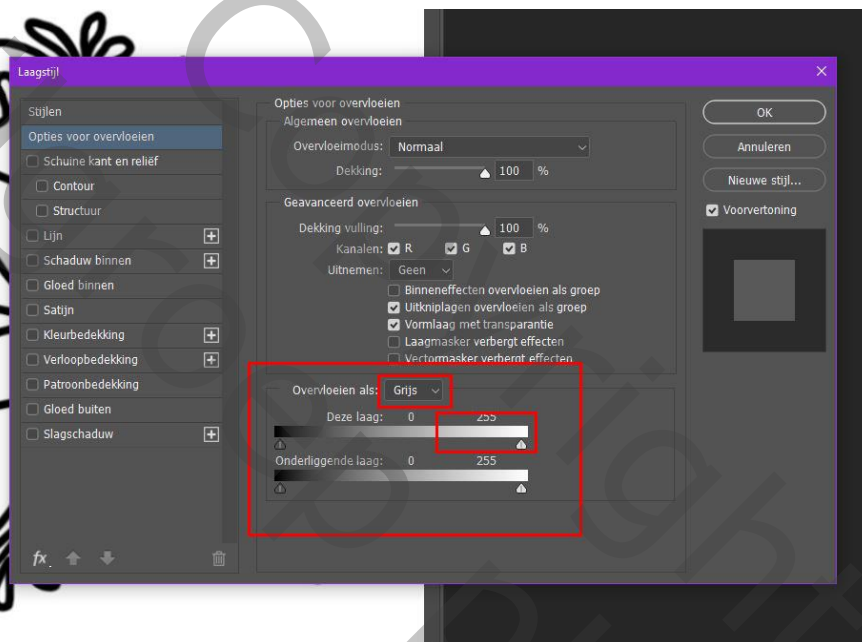 Laagstijl
Stijlen
Opties voor overvloeien
Schuine kant en reliëf
Contour
Structuur
Lijn
Schaduw binnen
Gloed binnen
Satijn
Kleurbedekking
Verloopbedekking
Patroonbedekking
Gloed buiten
Slagschaduw
fx
Opties voor overvloeien
Algemeen overvloeien
Overvloeimodus: Normaal
Dekking: 100 %
Geavanceerd overvloeien
Dekking vulling: 100 %
Kanalen: R G B
Uitnemen: Geen
Binneneffecten overvloeien als groep
Uitkniplagen overvloeien als groep
Vormlaag met transparantie
Laagmasker verbergt effecten
Vectormasker verbergt effecten
Overvloeien als: Grijs
Deze laag: 0 255
Onderliggende laag: 0 255
OK
Annuleren
Nieuwe stijl...
Voorvertoning